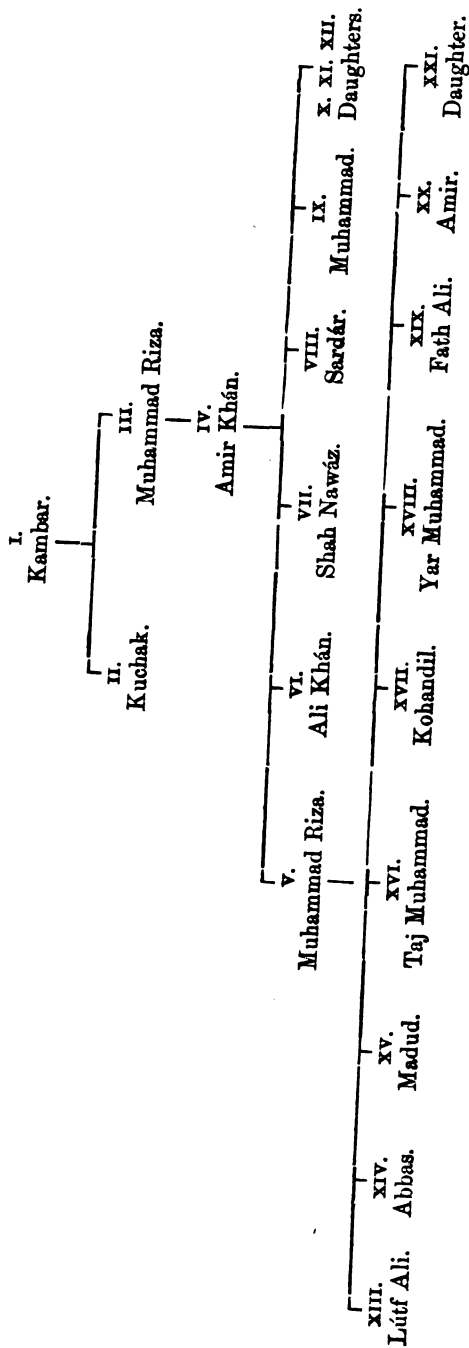 I.
Kambar.
II.
Kuchak.
III.
Muhammad Riza.
IV.
Amir Khán.
V.
Muhammad Riza.
VI.
Ali Khán.
VII.
Shah Nawáz.
VIII.
Sardár.
IX.
Muhammad.
X. XI. XII.
Daughters.
XIII.
Lútf Ali.
XIV.
Abbas.
XV.
Madud.
XVI.
Taj Muhammad.
XVII.
Kohandil.
XVIII.
Yar Muhammad.
XIX.
Fath Ali.
XX.
Amir.
XXI.
Daughter.